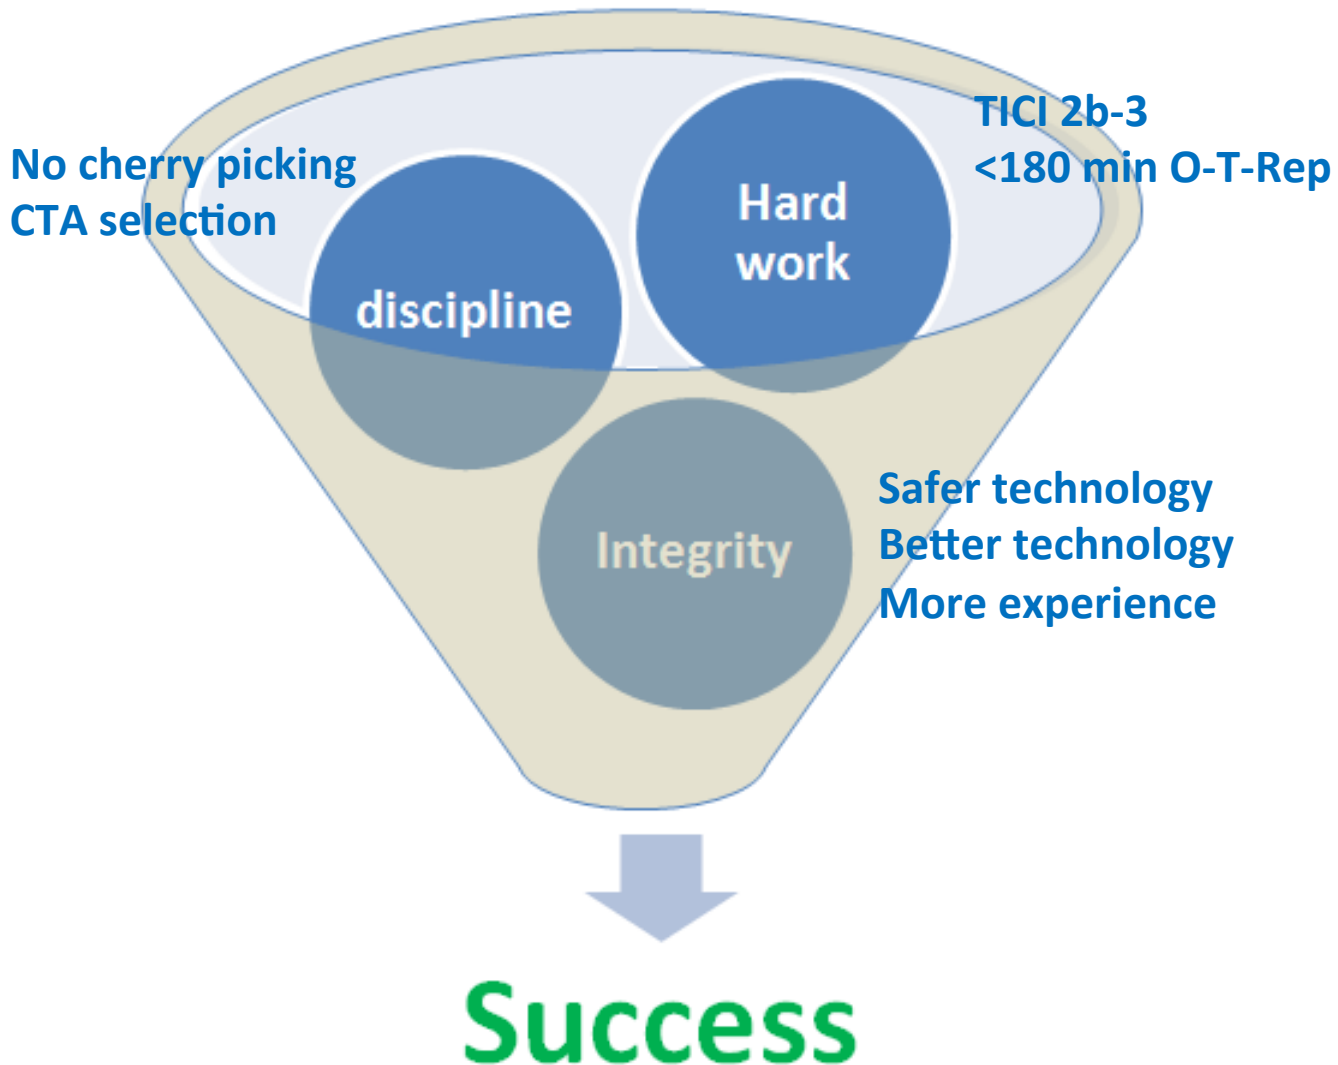 No cherry picking
CTA selection
TICI 2b-3
<180 min O-T-Rep
Hard
work
discipline
Integrity
Safer technology
Better technology
More experience
Success